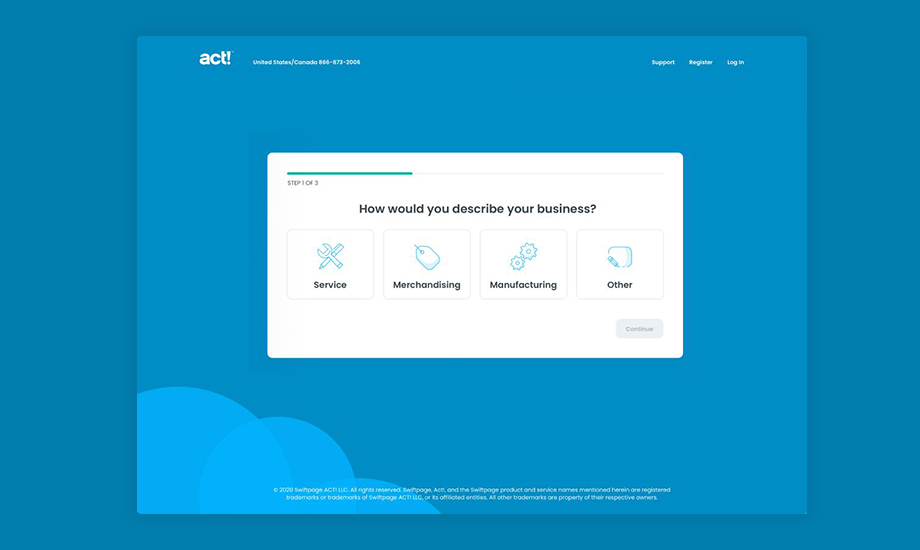 act!
United States/Canada 866-873-2006
Support Register Log In
STEP 1 OF 3
How would you describe your business?
Service Merchandising Manufacturing Other
Continue
© 2020 Swiftpage ACT! LLC. All rights reserved. Swiftpage, Act!, and the Swiftpage product and service names mentioned herein are registered
trademarks or trademarks of Swiftpage ACT! LLC, or its affiliated entities. All other trademarks are property of their respective owners.